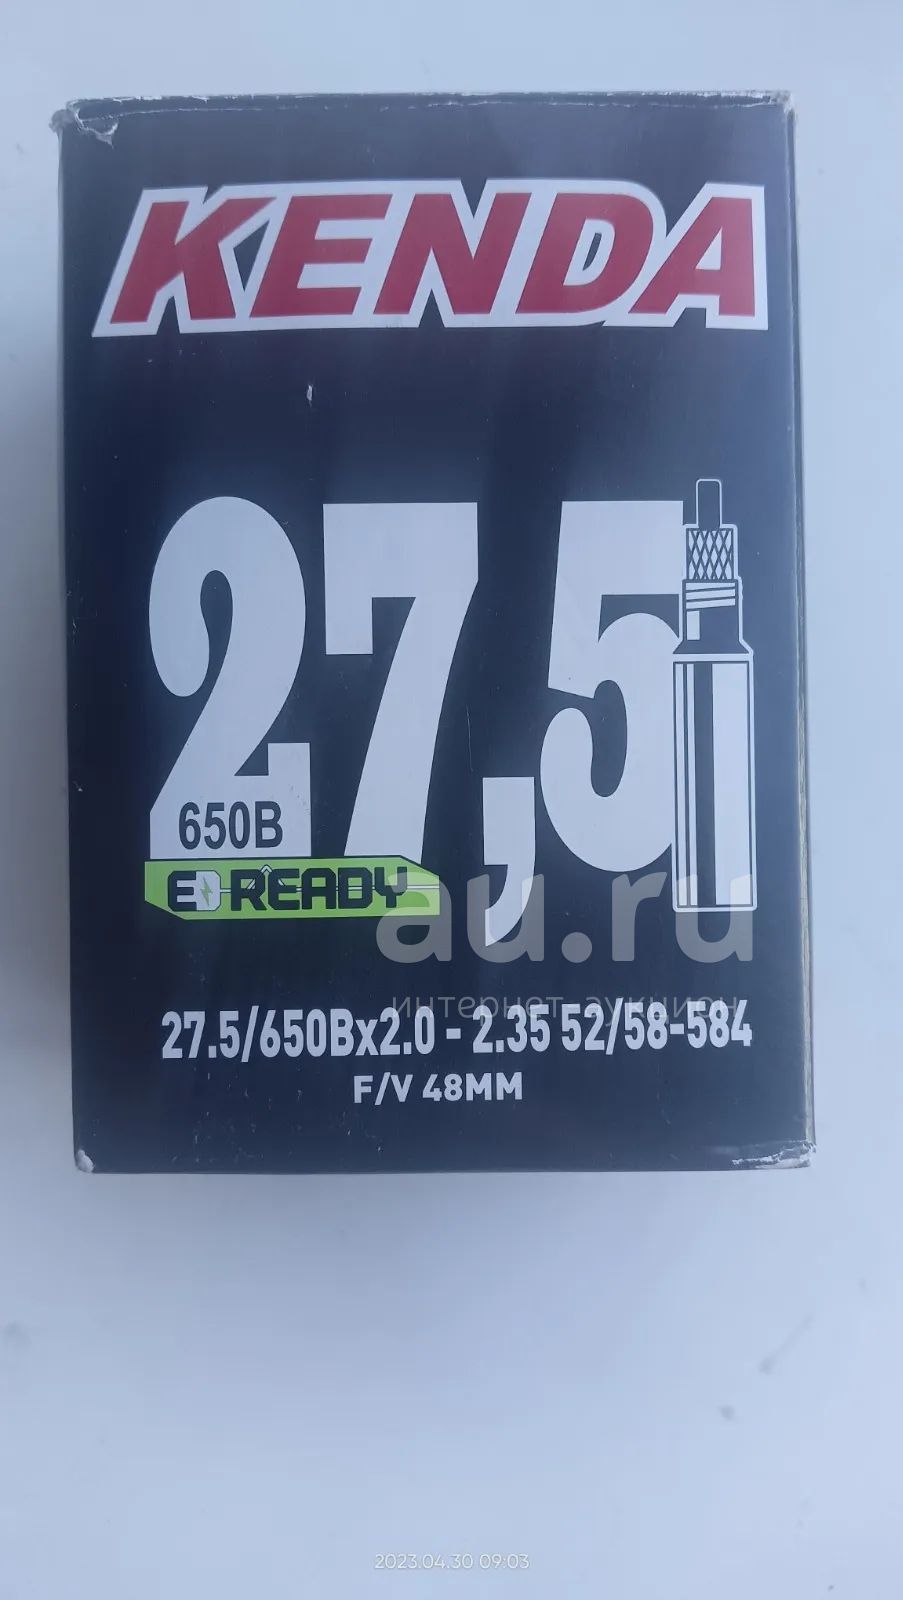 KENDA
27,5
650B
E READY
au.ru
интернет-аукцион
27.5/650Bx2.0 - 2.35 52/58-584
F/V 48MM
2023.04.30 09:03